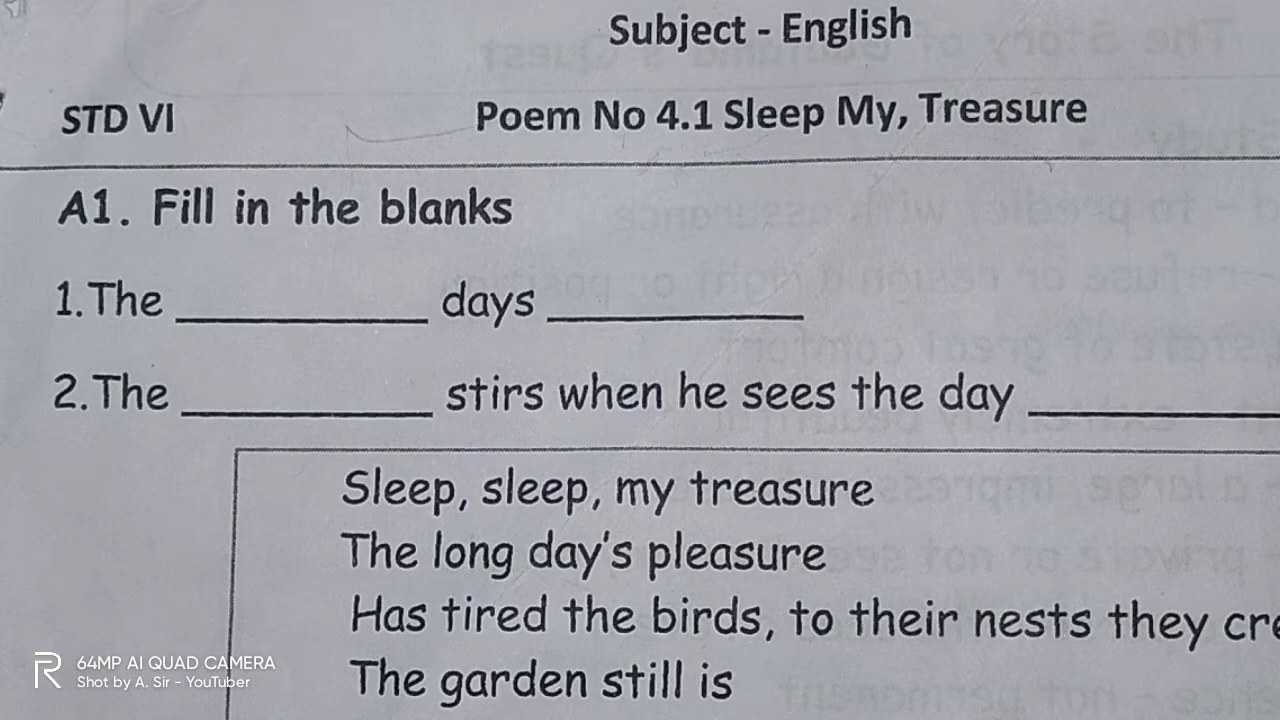 Subject - English
STD VI Poem No 4.1 Sleep My, Treasure
A1. Fill in the blanks
1. The __________ days __________
2. The __________ stirs when he sees the day __________
Sleep, sleep, my treasure
The long day's pleasure
Has tired the birds, to their nests they
The garden still is
64MP AI QUAD CAMERA
Shot by A. Sir - YouTuber